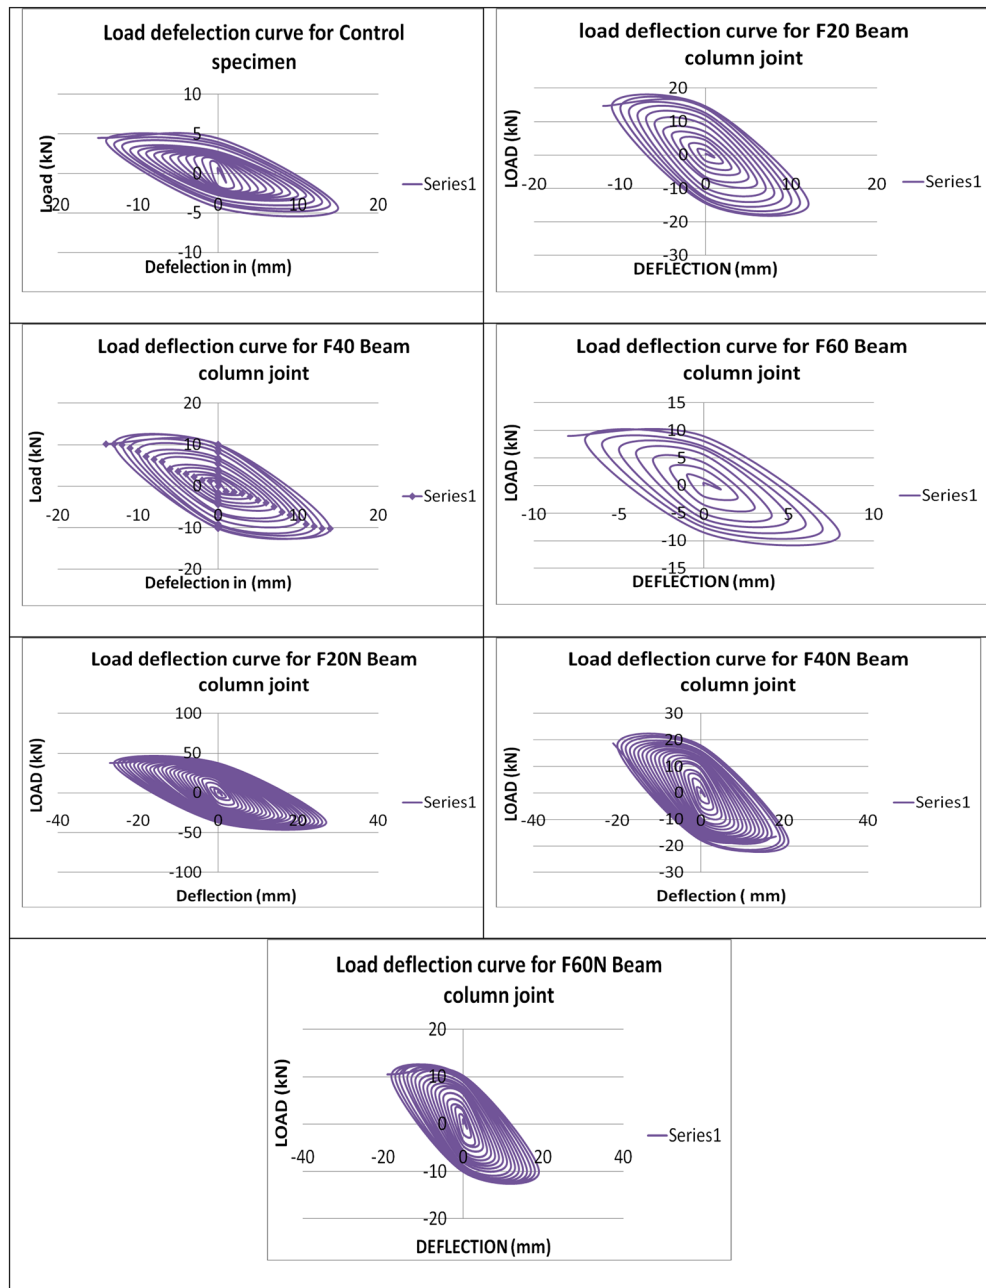 Load defelection curve for Control
specimen
10
5
0
-20 -10 0 10 20
-5
-10
Load (kN)
Defelection in (mm)
Series1
load deflection curve for F20 Beam
column joint
20
10
0
-20 -10 0 10 20
-10
-20
-30
LOAD (kN)
DEFLECTION (mm)
Series1
Load deflection curve for F40 Beam
column joint
20
10
0
-20 -10 0 10 20
-10
-20
Load (kN)
Defelection in (mm)
Series1
Load deflection curve for F60 Beam
column joint
15
10
5
0
-10 -5 0 5 10
-5
-10
-15
LOAD (kN)
DEFLECTION (mm)
Series1
Load deflection curve for F20N Beam
column joint
100
50
0
-40 -20 0 20 40
-50
-100
LOAD (kN)
Deflection (mm)
Series1
Load deflection curve for F40N Beam
column joint
30
20
10
0
-40 -20 0 20 40
-10
-20
-30
LOAD (kN)
Deflection ( mm)
Series1
Load deflection curve for F60N Beam
column joint
20
10
0
-40 -20 0 20 40
-10
-20
LOAD (kN)
DEFLECTION (mm)
Series1